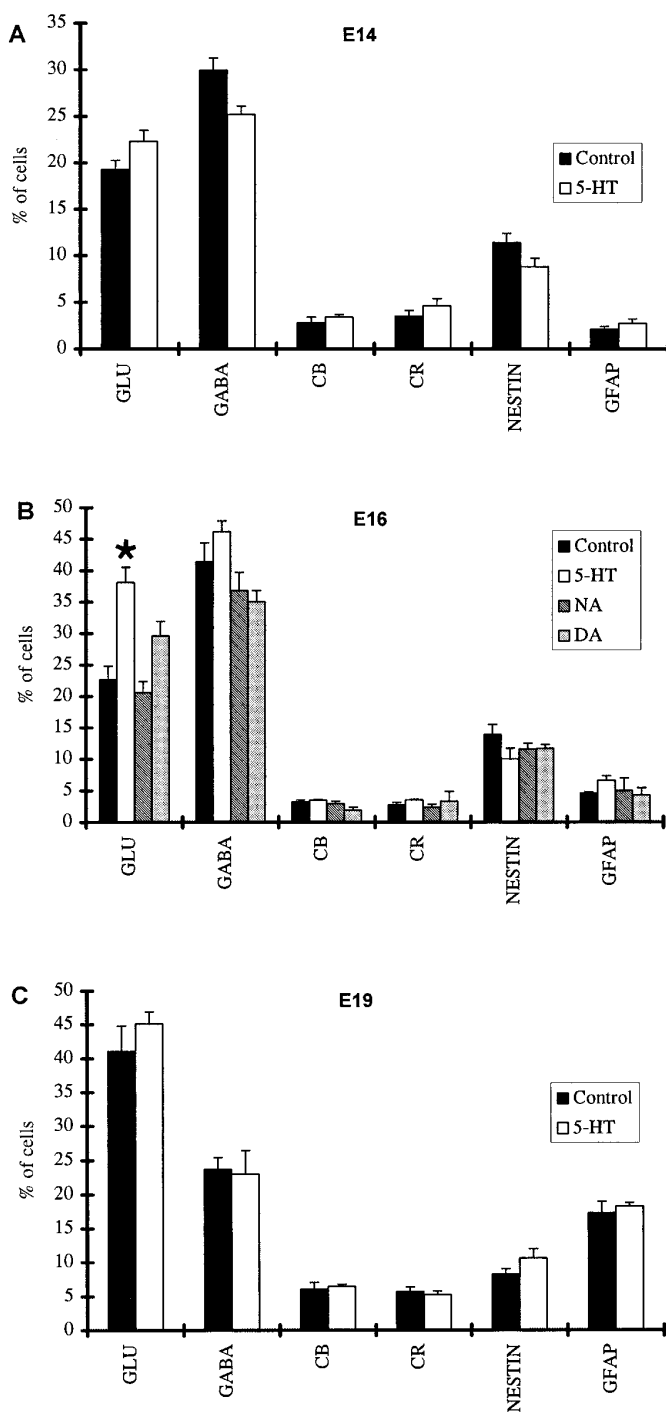 A
E14
35
30
25
20
15
10
5
0
% of cells
Control
5-HT
GLU
GABA
CB
CR
NESTIN
GFAP
B
E16
50
45
40
35
30
25
20
15
10
5
0
% of cells
Control
5-HT
NA
DA
GLU
GABA
CB
CR
NESTIN
GFAP
C
E19
50
45
40
35
30
25
20
15
10
5
0
% of cells
Control
5-HT
GLU
GABA
CB
CR
NESTIN
GFAP